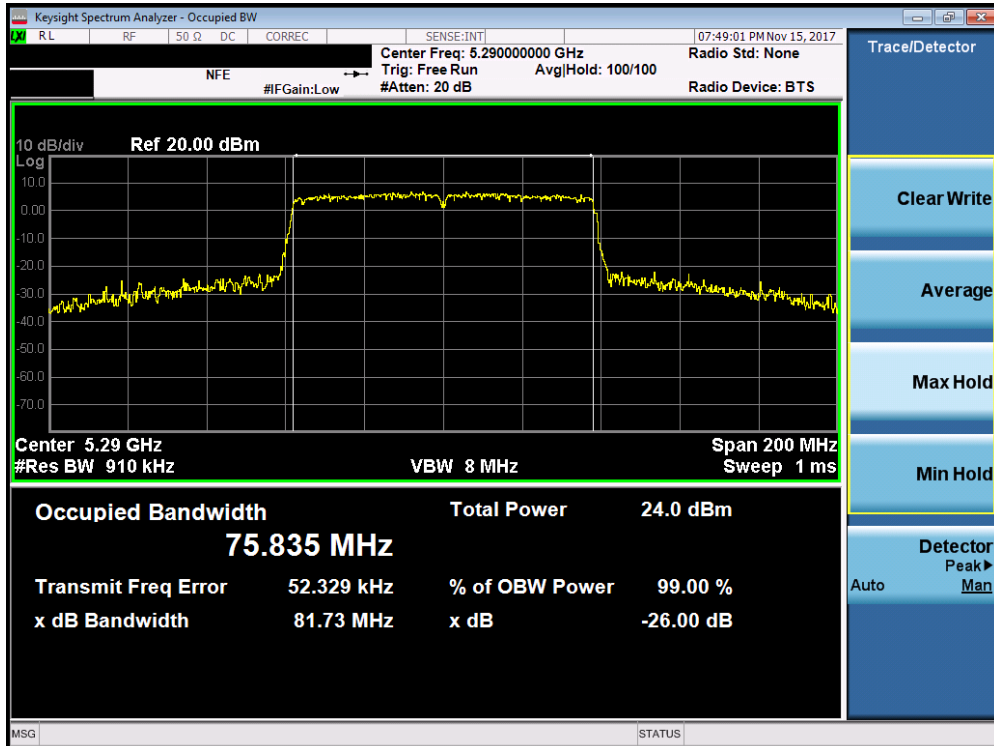 Keysight Spectrum Analyzer - Occupied BW
LXI RL RF 50 Ω DC CORREC SENSE:INT 07:49:01 PM Nov 15, 2017
Center Freq: 5.290000000 GHz Radio Std: None
NFE Trig: Free Run Avg|Hold: 100/100
#IFGain:Low #Atten: 20 dB Radio Device: BTS
10 dB/div Ref 20.00 dBm
Log
10.0
0.00
-10.0
-20.0
-30.0
-40.0
-50.0
-60.0
-70.0
Center 5.29 GHz Span 200 MHz
#Res BW 910 kHz VBW 8 MHz Sweep 1 ms
Occupied Bandwidth Total Power 24.0 dBm
75.835 MHz
Transmit Freq Error 52.329 kHz % of OBW Power 99.00 %
x dB Bandwidth 81.73 MHz x dB -26.00 dB
MSG STATUS
Trace/Detector
Clear Write
Average
Max Hold
Min Hold
Detector
Peak▶
Auto Man